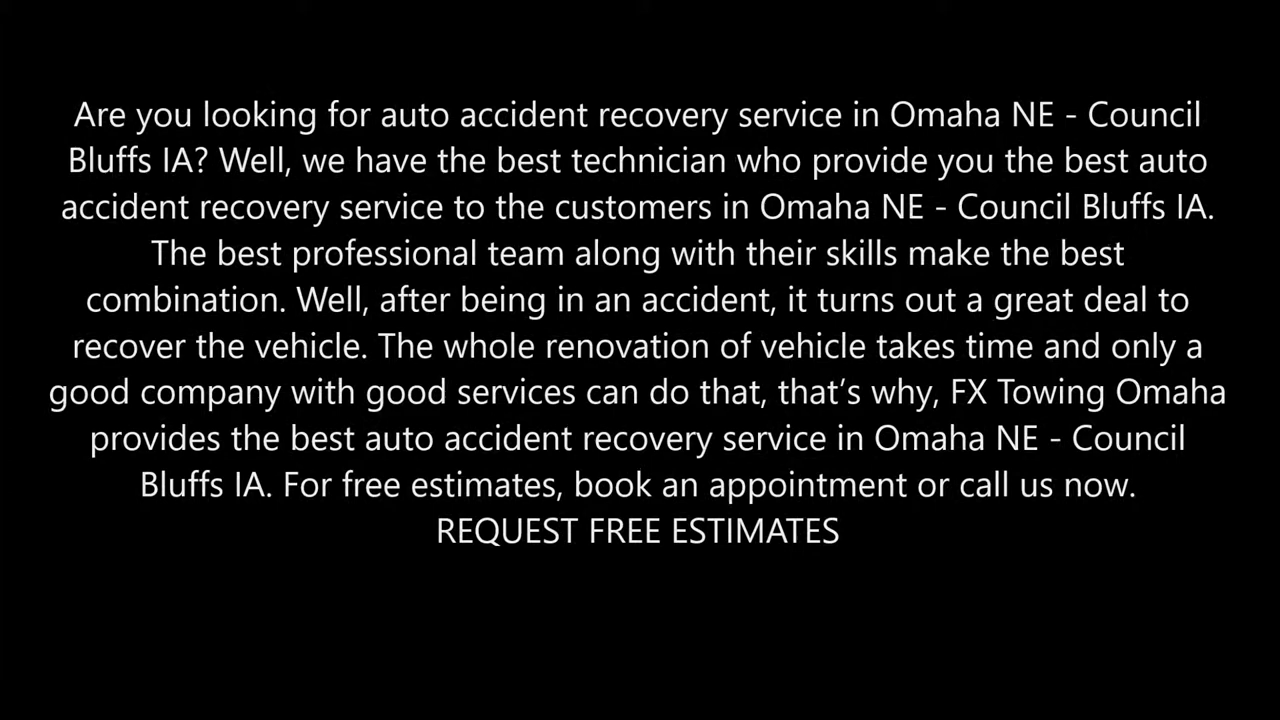 Are you looking for auto accident recovery service in Omaha NE - Council
Bluffs IA? Well, we have the best technician who provide you the best auto
accident recovery service to the customers in Omaha NE - Council Bluffs IA.
The best professional team along with their skills make the best
combination. Well, after being in an accident, it turns out a great deal to
recover the vehicle. The whole renovation of vehicle takes time and only a
good company with good services can do that, that’s why, FX Towing Omaha
provides the best auto accident recovery service in Omaha NE - Council
Bluffs IA. For free estimates, book an appointment or call us now.
REQUEST FREE ESTIMATES